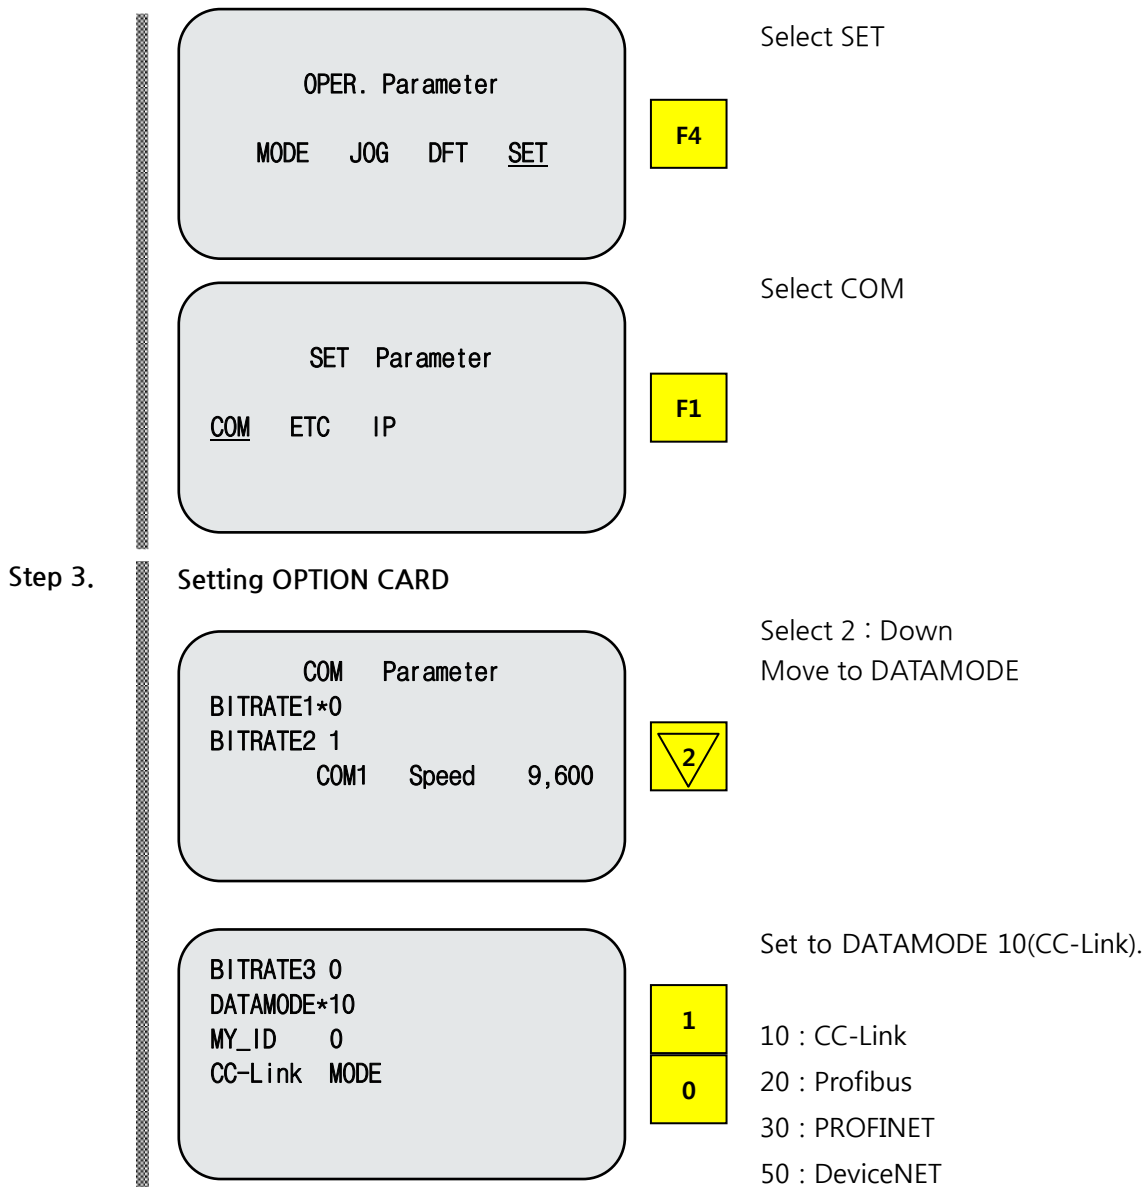 Select SET
OPER. Parameter
MODE JOG DFT SET
F4
Select COM
SET Parameter
COM ETC IP
F1
Step 3.
Setting OPTION CARD
Select 2 : Down
Move to DATAMODE
COM Parameter
BITRATE1*0
BITRATE2 1
COM1 Speed 9,600
2
Set to DATAMODE 10(CC-Link).
BITRATE3 0
DATAMODE*10
MY_ID 0
CC-Link MODE
1
0
10 : CC-Link
20 : Profibus
30 : PROFINET
50 : DeviceNET